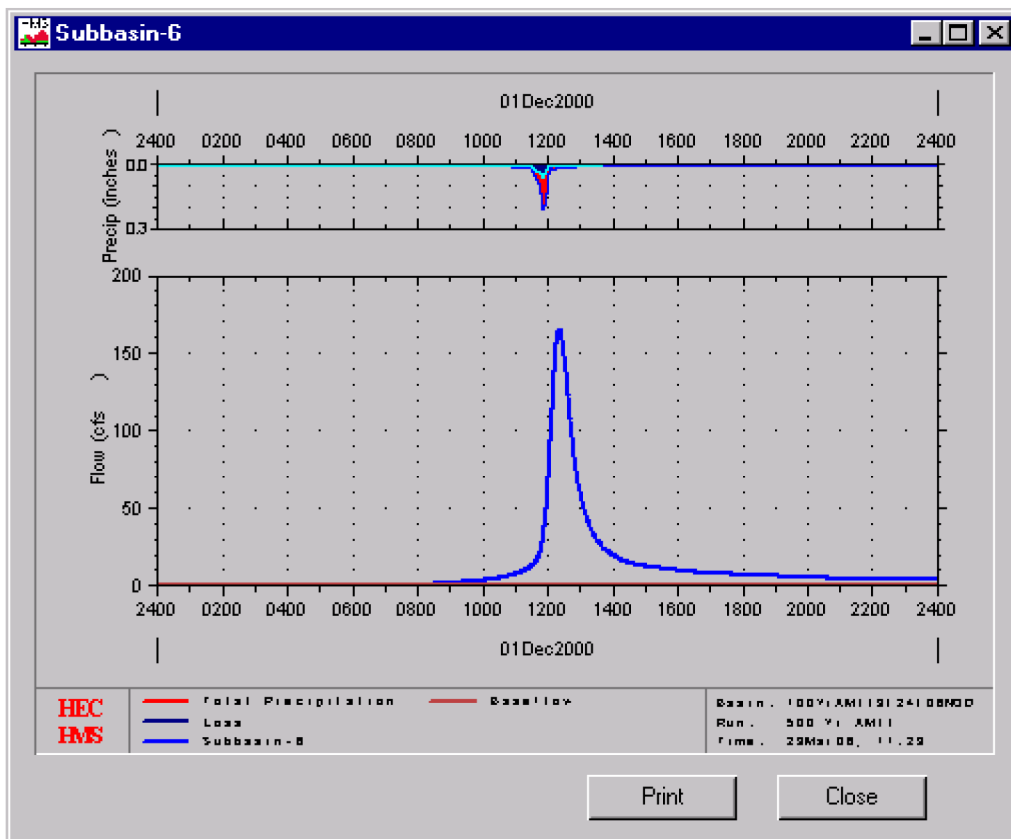 Subbasin-6
01Dec2000
2400 0200 0400 0600 0800 1000 1200 1400 1600 1800 2000 2200 2400
Precip (inches )
0.0
0.3
Flow (cfs )
200
150
100
50
0
2400 0200 0400 0600 0800 1000 1200 1400 1600 1800 2000 2200 2400
01Dec2000
HEC
HMS
Total Precipitation
Baseflow
Loss
Subbasin-6
Basin.
Run. 500 Yr AMII
Time.
Print
Close